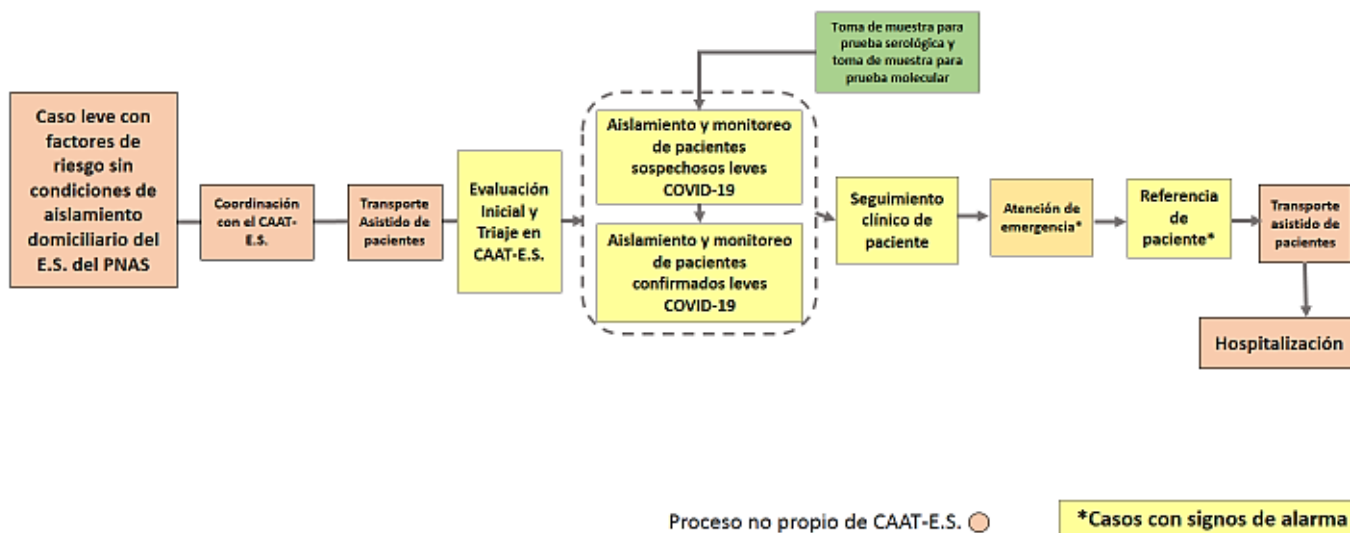 Toma de muestra para
prueba serológica y
toma de muestra para
prueba molecular
Caso leve con
factores de
riesgo sin
condiciones de
aislamiento
domiciliario del
E.S. del PNAS
Coordinación
con el CAAT-
E.S.
Transporte
Asistido de
pacientes
Evaluación
Inicial y
Triaje en
CAAT-E.S.
Aislamiento y monitoreo
de pacientes
sospechosos leves
COVID-19
Aislamiento y monitoreo
de pacientes
confirmados leves
COVID-19
Seguimiento
clínico de
paciente
Atención de
emergencia*
Referencia
de
paciente*
Transporte
asistido de
pacientes
Hospitalización
Proceso no propio de CAAT-E.S.
*Casos con signos de alarma